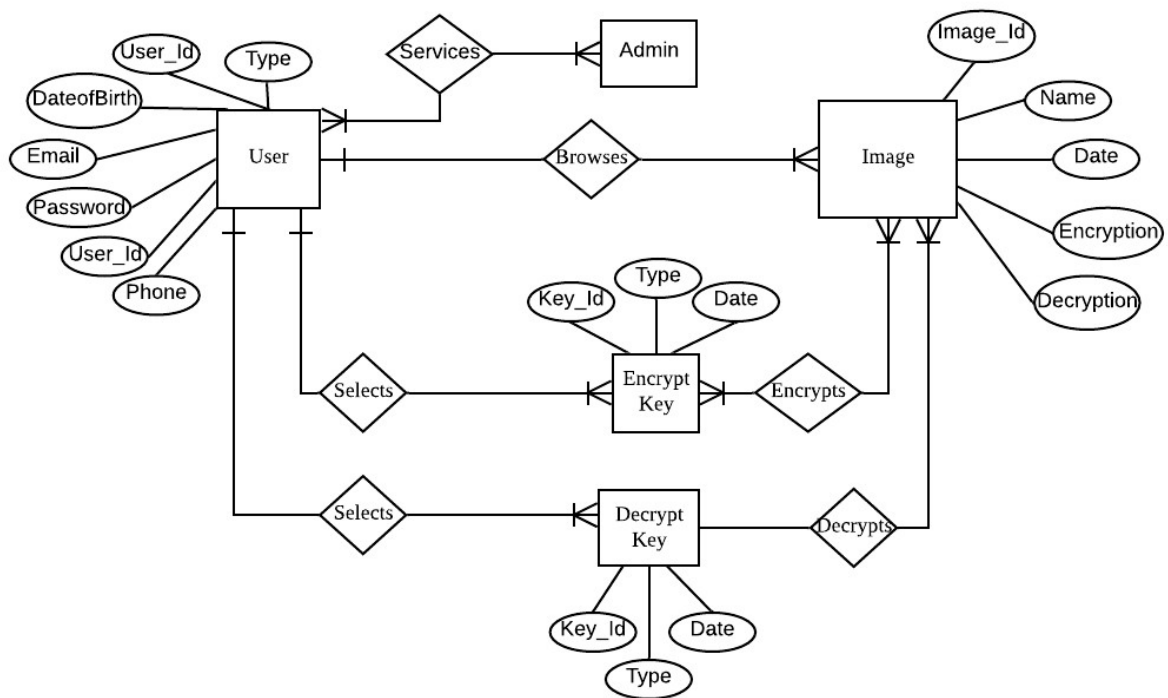 Image_Id
User_Id
Type
Services
Admin
DateofBirth
Name
Email
User
Browses
Image
Date
Password
User_Id
Encryption
Phone
Type
Key_Id
Date
Decryption
Selects
Encrypt
Key
Encrypts
Selects
Decrypt
Key
Decrypts
Key_Id
Date
Type